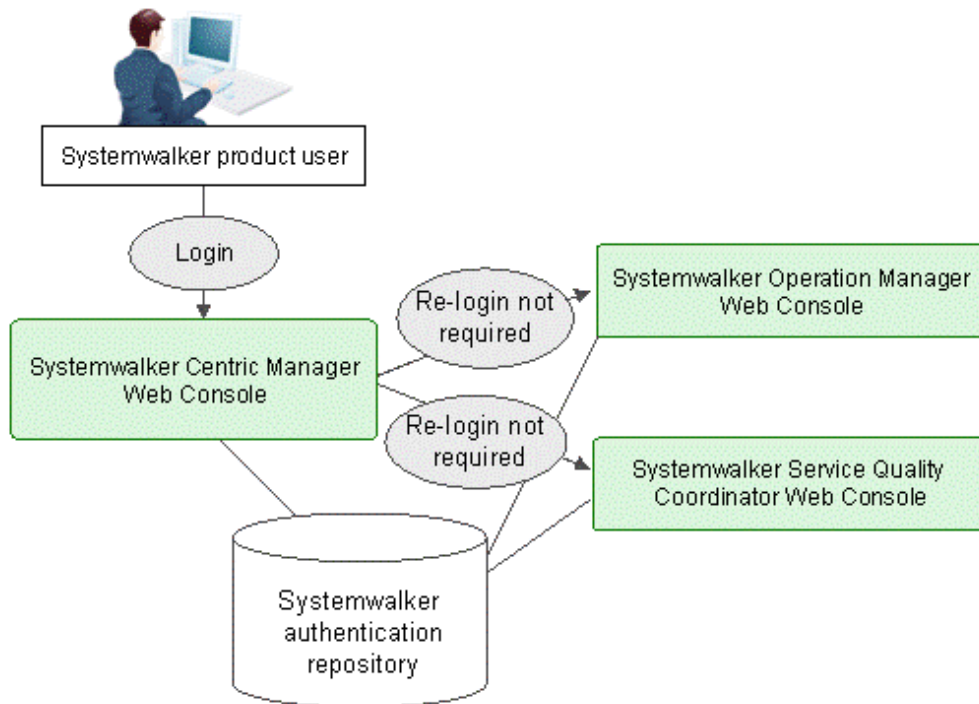 Systemwalker product user
Login
Re-login not
required
Systemwalker Operation Manager
Web Console
Systemwalker Centric Manager
Web Console
Re-login not
required
Systemwalker Service Quality
Coordinator Web Console
Systemwalker
authentication
repository